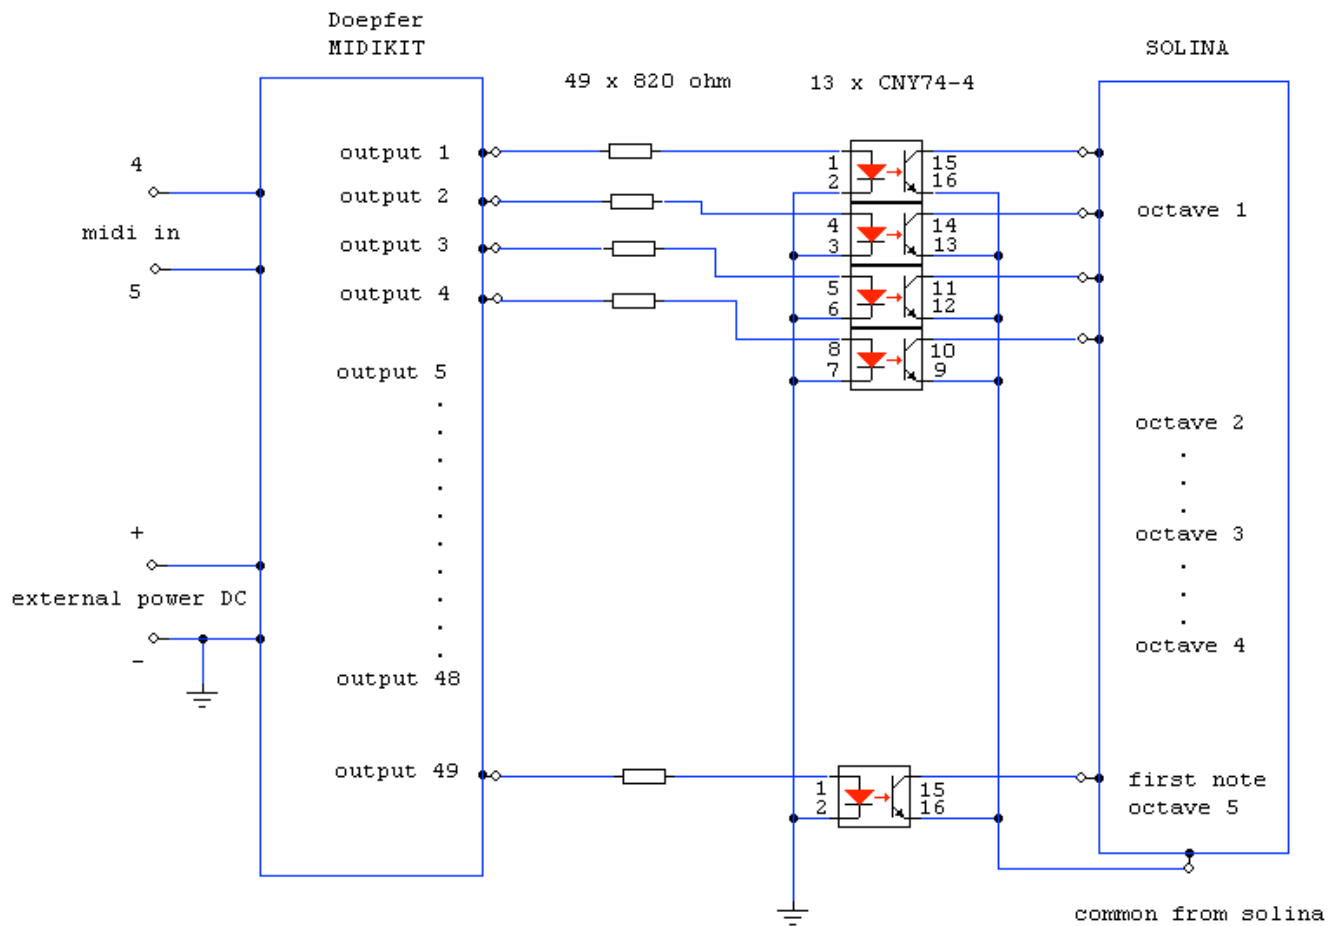 Doepfer
MIDIKIT
SOLINA
49 x 820 ohm
13 x CNY74-4
output 1
output 2
output 3
output 4
output 5
output 48
output 49
4
midi in
5
+
external power DC
-
1
2
15
16
4
3
14
13
5
6
11
12
8
7
10
9
1
2
15
16
octave 1
octave 2
octave 3
octave 4
first note
octave 5
common from solina